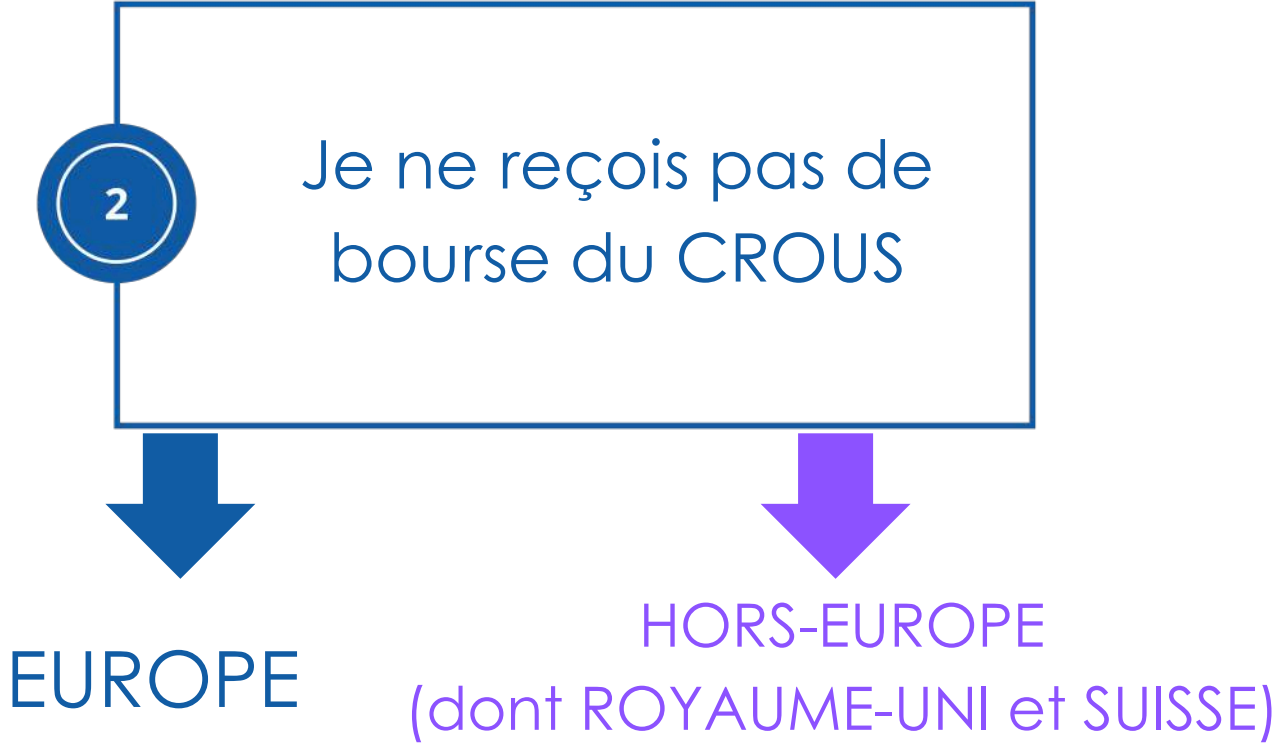 2
Je ne reçois pas de
bourse du CROUS
EUROPE
HORS-EUROPE
(dont ROYAUME-UNI et SUISSE)